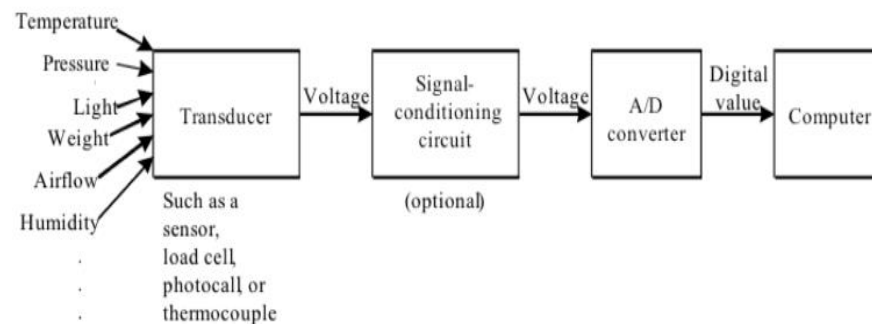 Temperature
Pressure
Light
Weight
Airflow
Humidity
.
.
.
Transducer
Such as a
sensor,
load cell,
photocall, or
thermocouple
Voltage
Signal-
conditioning
circuit
(optional)
Voltage
A/D
converter
Digital
value
Computer